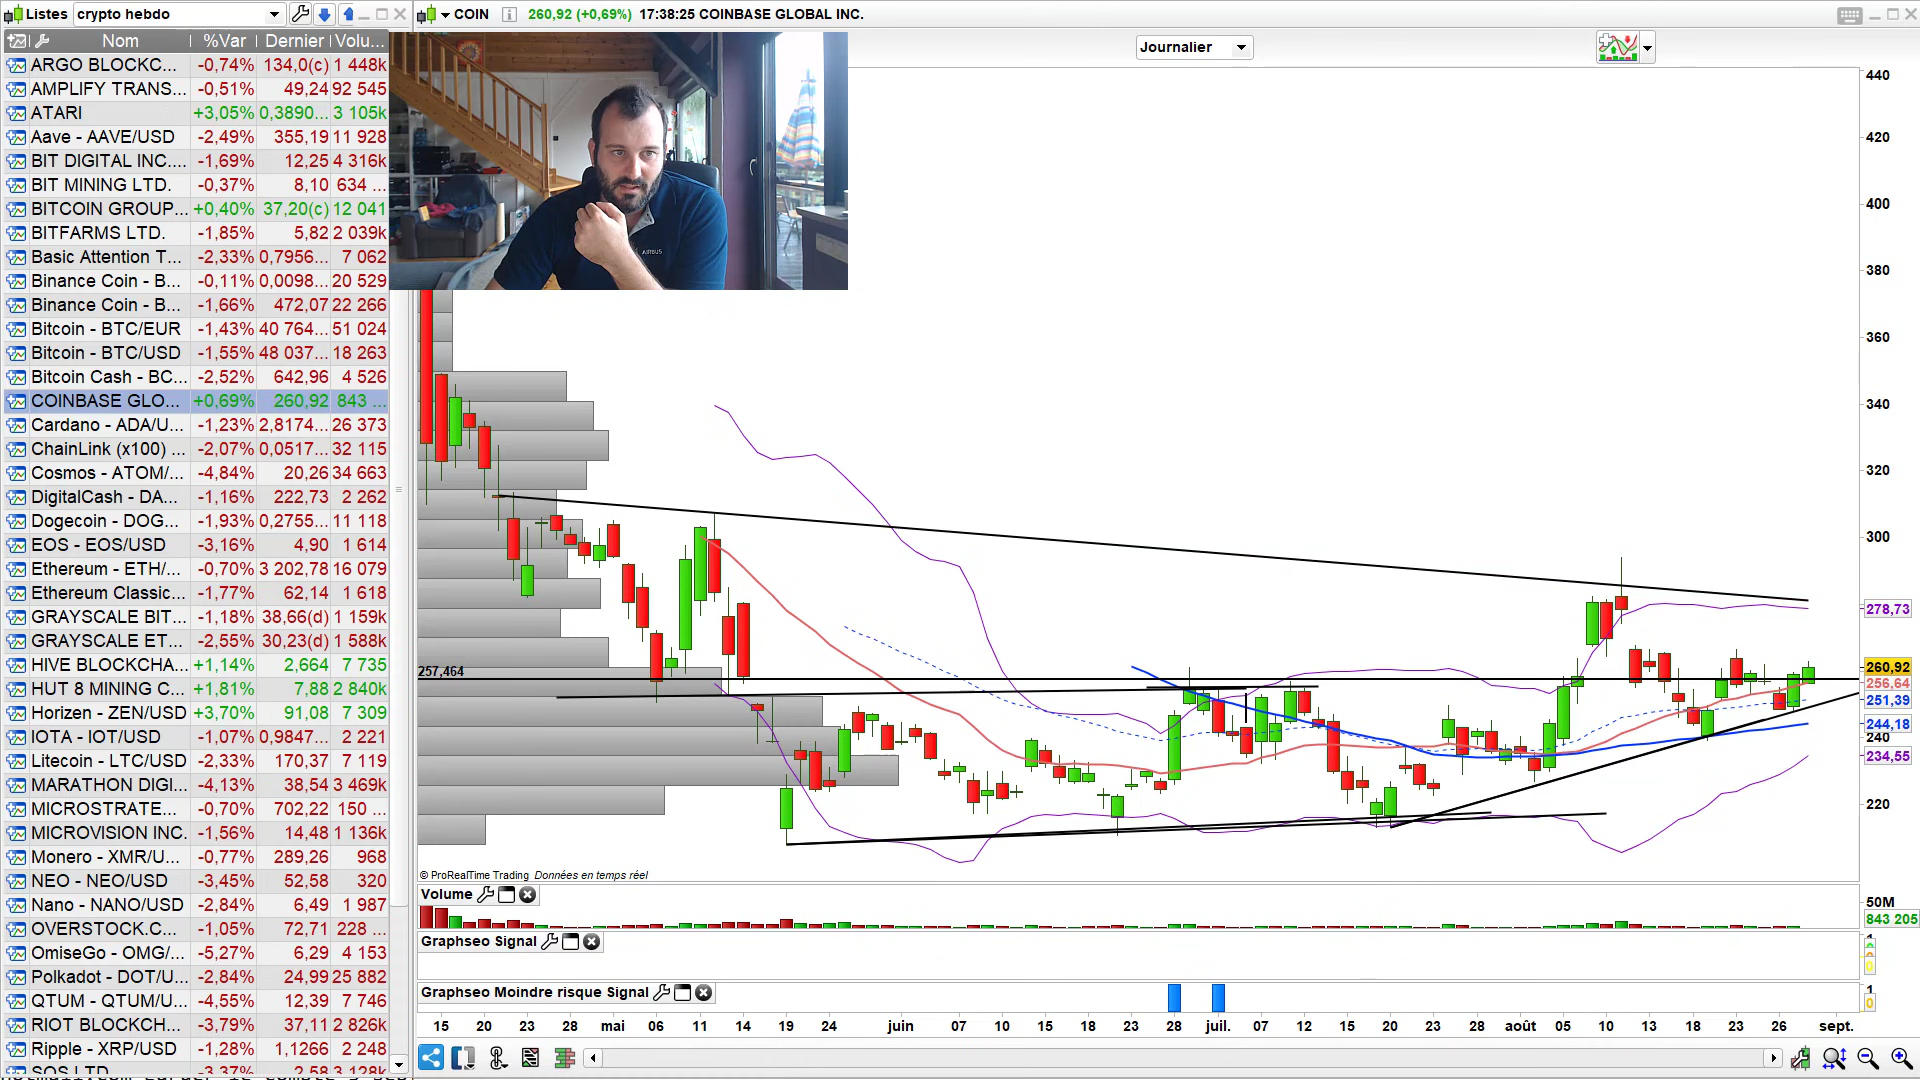 Listes crypto hebdo
COIN 260,92 (+0,69%) 17:38:25 COINBASE GLOBAL INC.
Journalier
Nom %Var Dernier Volu...
ARGO BLOCKC... -0,74% 134,0(c) 1 448k
AMPLIFY TRANS... -0,51% 49,24 92 545
ATARI +3,05% 0,3890... 3 105k
Aave - AAVE/USD -2,49% 355,19 11 928
BIT DIGITAL INC.... -1,69% 12,25 4 316k
BIT MINING LTD. -0,37% 8,10 634 ...
BITCOIN GROUP... +0,40% 37,20(c) 12 041
BITFARMS LTD. -1,85% 5,82 2 039k
Basic Attention T... -2,33% 0,7956... 7 062
Binance Coin - B... -0,11% 0,0098... 20 529
Binance Coin - B... -1,66% 472,07 22 266
Bitcoin - BTC/EUR -1,43% 40 764... 51 024
Bitcoin - BTC/USD -1,55% 48 037... 18 263
Bitcoin Cash - BC... -2,52% 642,96 4 526
COINBASE GLO... +0,69% 260,92 843 ...
Cardano - ADA/U... -1,23% 2,8174... 26 373
ChainLink (x100) ... -2,07% 0,0517... 32 115
Cosmos - ATOM/... -4,84% 20,26 34 663
DigitalCash - DA... -1,16% 222,73 2 262
Dogecoin - DOG... -1,93% 0,2755... 11 118
EOS - EOS/USD -3,16% 4,90 1 614
Ethereum - ETH/... -0,70% 3 202,78 16 079
Ethereum Classic... -1,77% 62,14 1 618
GRAYSCALE BIT... -1,18% 38,66(d) 1 159k
GRAYSCALE ET... -2,55% 30,23(d) 1 588k
HIVE BLOCKCHA... +1,14% 2,664 7 735
HUT 8 MINING C... +1,81% 7,88 2 840k
Horizen - ZEN/USD +3,70% 91,08 7 309
IOTA - IOT/USD -1,07% 0,9847... 2 221
Litecoin - LTC/USD -2,33% 170,37 7 119
MARATHON DIGI... -4,13% 38,54 3 469k
MICROSTRATE... -0,70% 702,22 150 ...
MICROVISION INC. -1,56% 14,48 1 136k
Monero - XMR/U... -0,77% 289,26 968
NEO - NEO/USD -3,45% 52,58 320
Nano - NANO/USD -2,84% 6,49 1 987
OVERSTOCK.C... -1,05% 72,71 228 ...
OmiseGo - OMG/... -5,27% 6,29 4 153
Polkadot - DOT/U... -2,84% 24,99 25 882
QTUM - QTUM/U... -4,55% 12,39 7 746
RIOT BLOCKCH... -3,79% 37,11 2 826k
Ripple - XRP/USD -1,28% 1,1266 2 248
SOS LTD -3,37% 2,58 3 128k
AIRBUS
440
420
400
380
360
340
320
300
278,73
260,92
256,64
251,39
244,18
240
234,55
220
257,464
© ProRealTime Trading Données en temps réel
Volume
50M
843 205
Graphseo Signal
1
0
Graphseo Moindre risque Signal
1
0
15 20 23 28 mai 06 11 14 19 24 juin 07 10 15 18 23 28 juil. 07 12 15 20 23 28 août 05 10 13 18 23 26 sept.